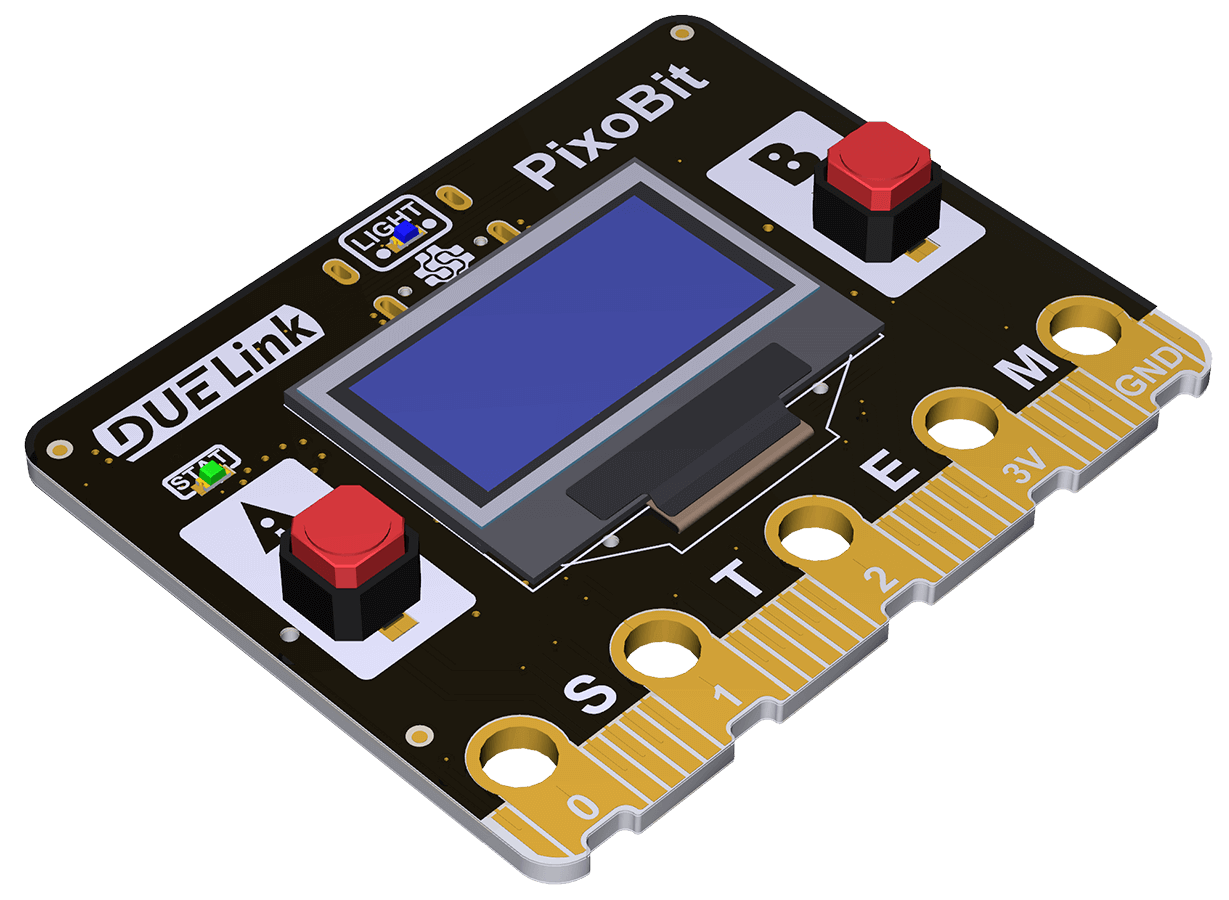 PixoBit
B
LIGHT
DUELink
STAT
A
S T E M
0 1 2 3V GND